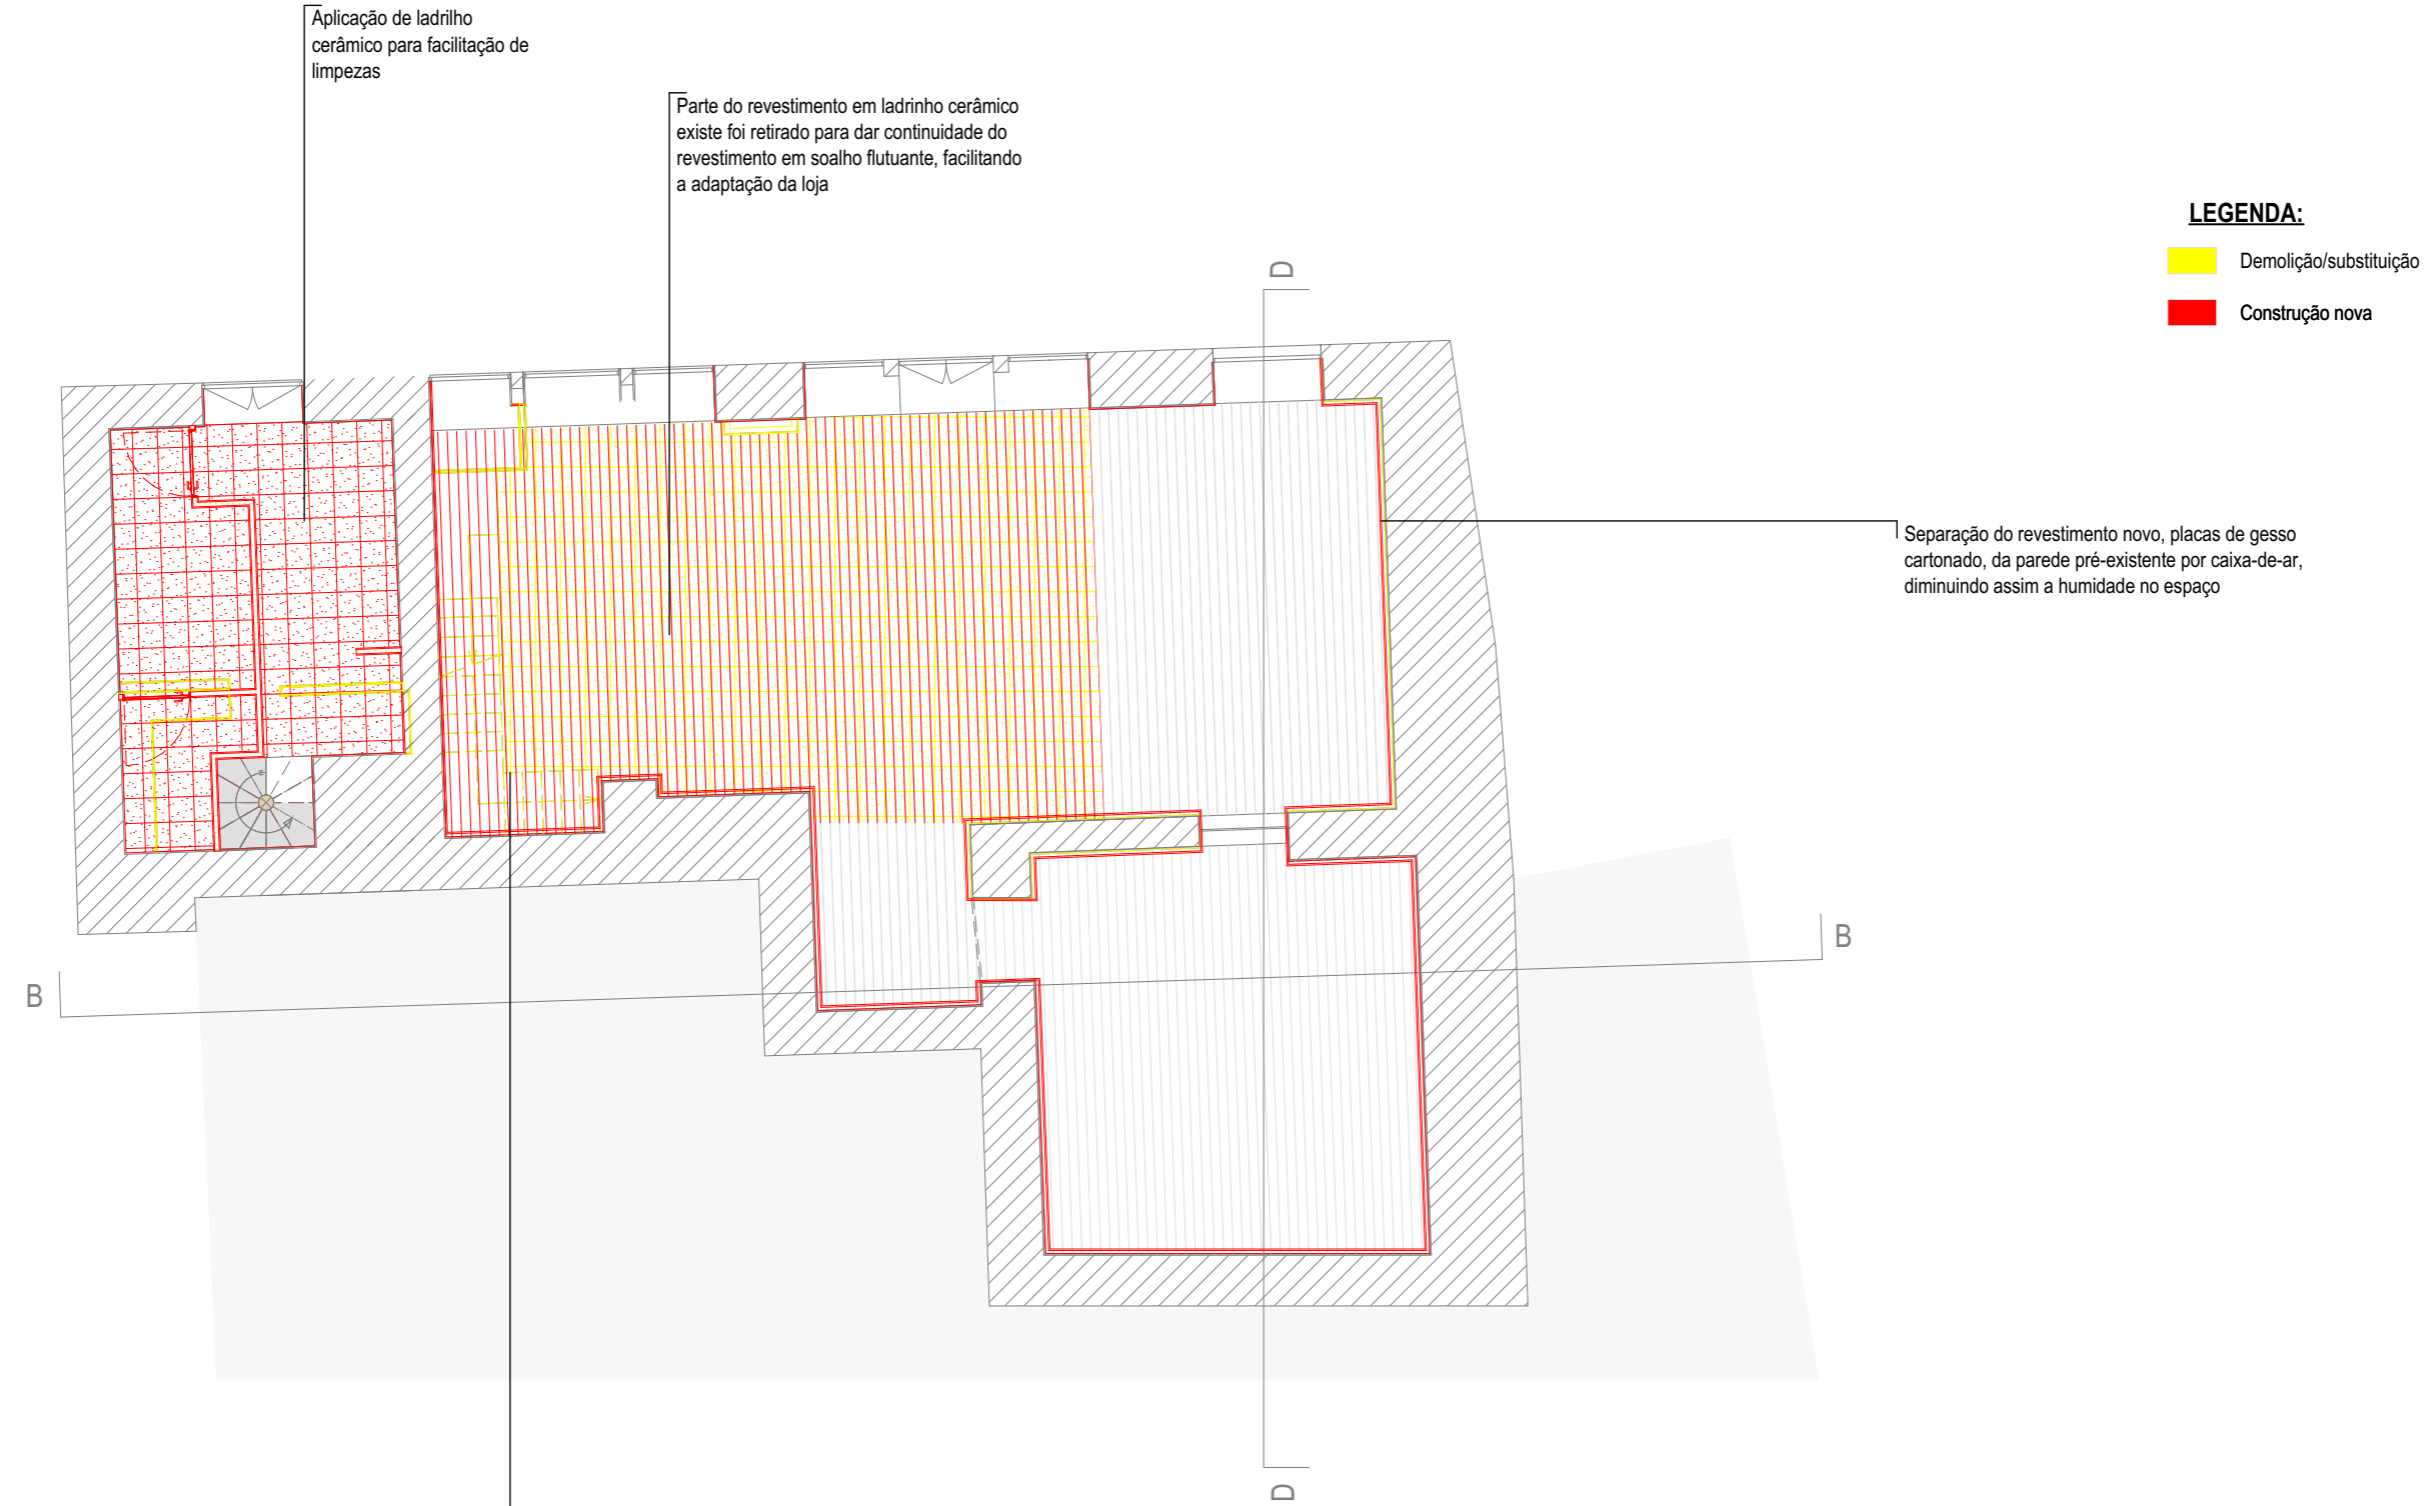 Aplicação de ladrilho
cerâmico para facilitação de
limpezas
Parte do revestimento em ladrinho cerâmico
existe foi retirado para dar continuidade do
revestimento em soalho flutuante, facilitando
a adaptação da loja
LEGENDA:
Demolição/substituição
Construção nova
D
Separação do revestimento novo, placas de gesso
cartonado, da parede pré-existente por caixa-de-ar,
diminuindo assim a humidade no espaço
B
B
D